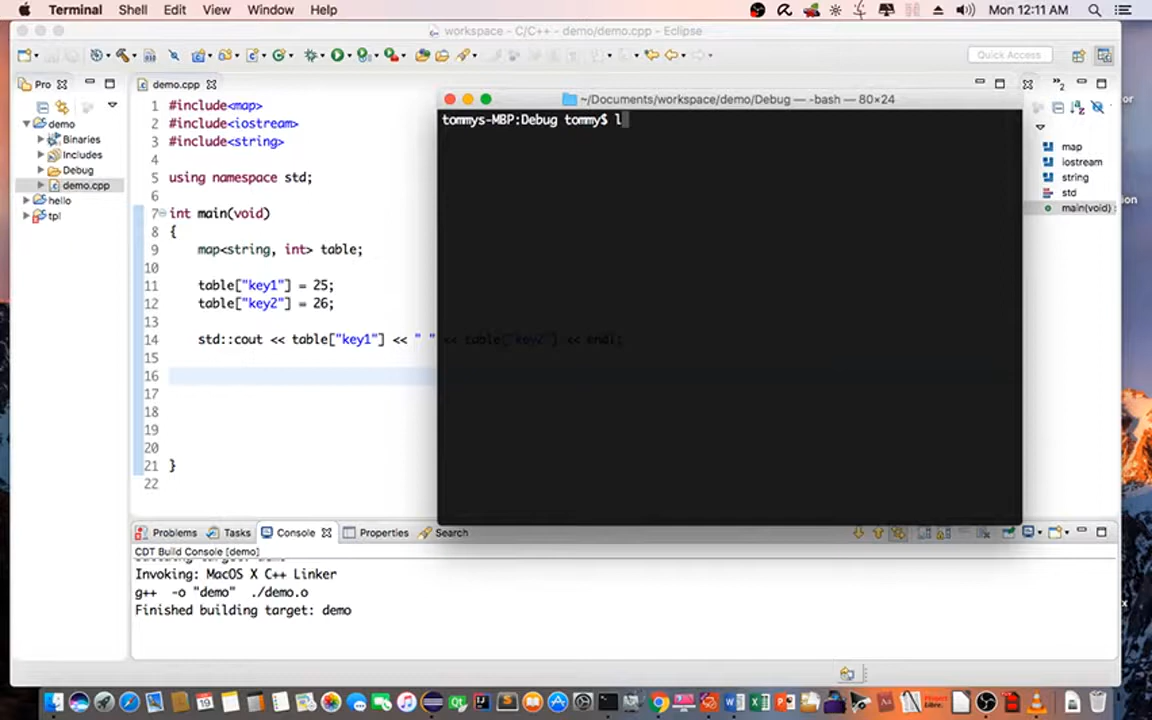 Terminal Shell Edit View Window Help Mon 12:11 AM
workspace - C/C++ - demo/demo.cpp - Eclipse
Quick Access
Pro
demo.cpp
~/Documents/workspace/demo/Debug — -bash — 80×24
tommys-MBP:Debug tommy$ l
demo
Binaries
Includes
Debug
demo.cpp
hello
tpl
1 #include<map>
2 #include<iostream>
3 #include<string>
4
5 using namespace std;
6
7 int main(void)
8 {
9 map<string, int> table;
10
11 table["key1"] = 25;
12 table["key2"] = 26;
13
14 std::cout << table["key1"] << " " << table["key2"] << endl;
15
16
17
18
19
20
21 }
22
map
iostream
string
std
main(void) :
Problems Tasks Console Properties Search
CDT Build Console [demo]
Invoking: MacOS X C++ Linker
g++ -o "demo" ./demo.o
Finished building target: demo